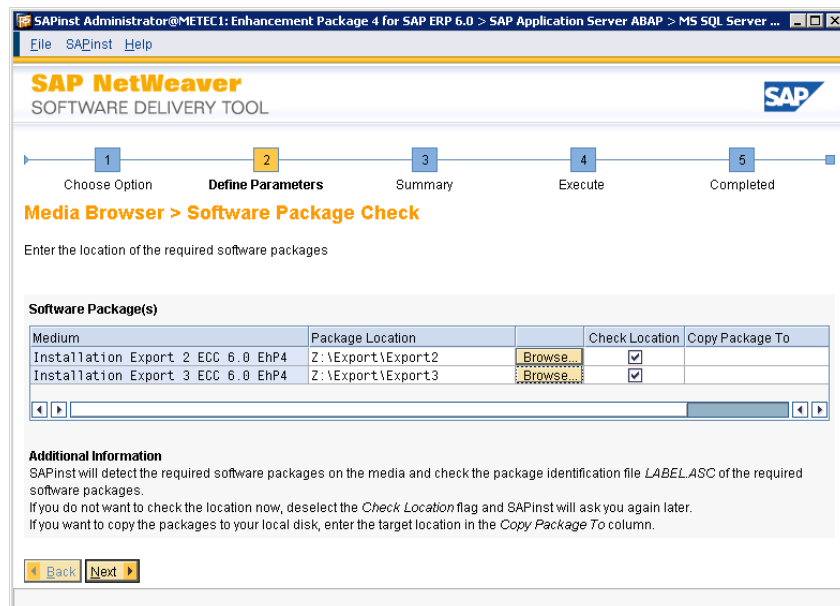 SAPinst Administrator@METEC1: Enhancement Package 4 for SAP ERP 6.0 > SAP Application Server ABAP > MS SQL Server ...
File SAPinst Help
SAP NetWeaver
SOFTWARE DELIVERY TOOL
SAP
1 2 3 4 5
Choose Option Define Parameters Summary Execute Completed
Media Browser > Software Package Check
Enter the location of the required software packages
Software Package(s)
Medium Package Location Check Location Copy Package To
Installation Export 2 ECC 6.0 EhP4 Z:\Export\Export2 Browse...
Installation Export 3 ECC 6.0 EhP4 Z:\Export\Export3 Browse...
Additional Information
SAPinst will detect the required software packages on the media and check the package identification file LABEL.ASC of the required
software packages.
If you do not want to check the location now, deselect the Check Location flag and SAPinst will ask you again later.
If you want to copy the packages to your local disk, enter the target location in the Copy Package To column.
Back Next